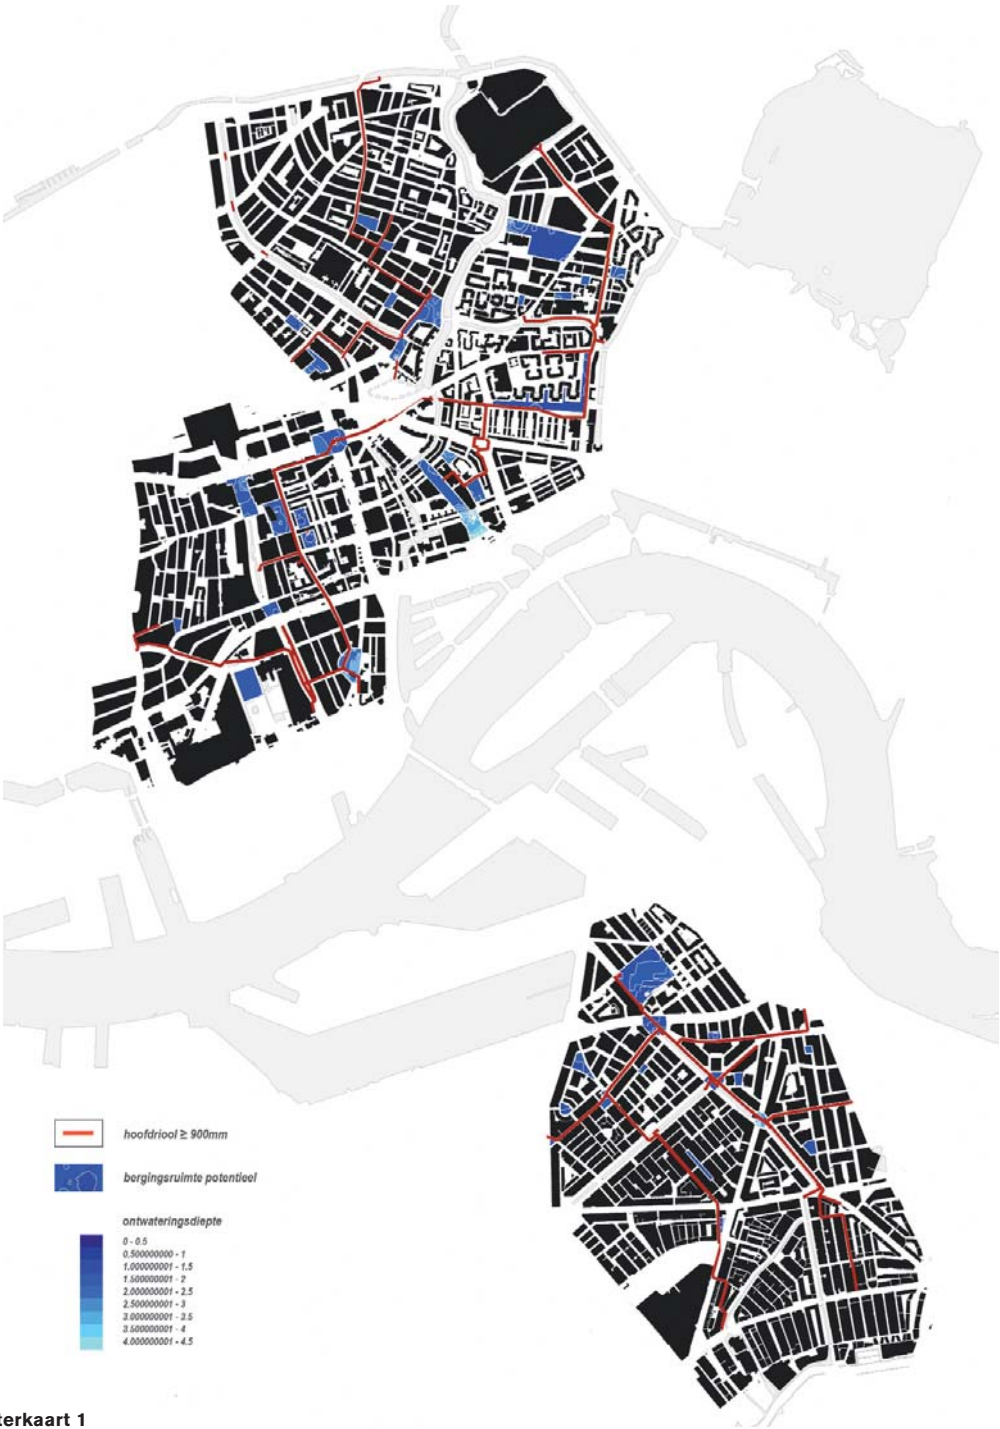 hoofdriool ≥ 900mm
bergingsruimte potentieel
ontwateringsdiepte
0 - 0.5
0.500000000 - 1
1.000000001 - 1.5
1.500000001 - 2
2.000000001 - 2.5
2.500000001 - 3
3.000000001 - 3.5
3.500000001 - 4
4.000000001 - 4.5
terkaart 1